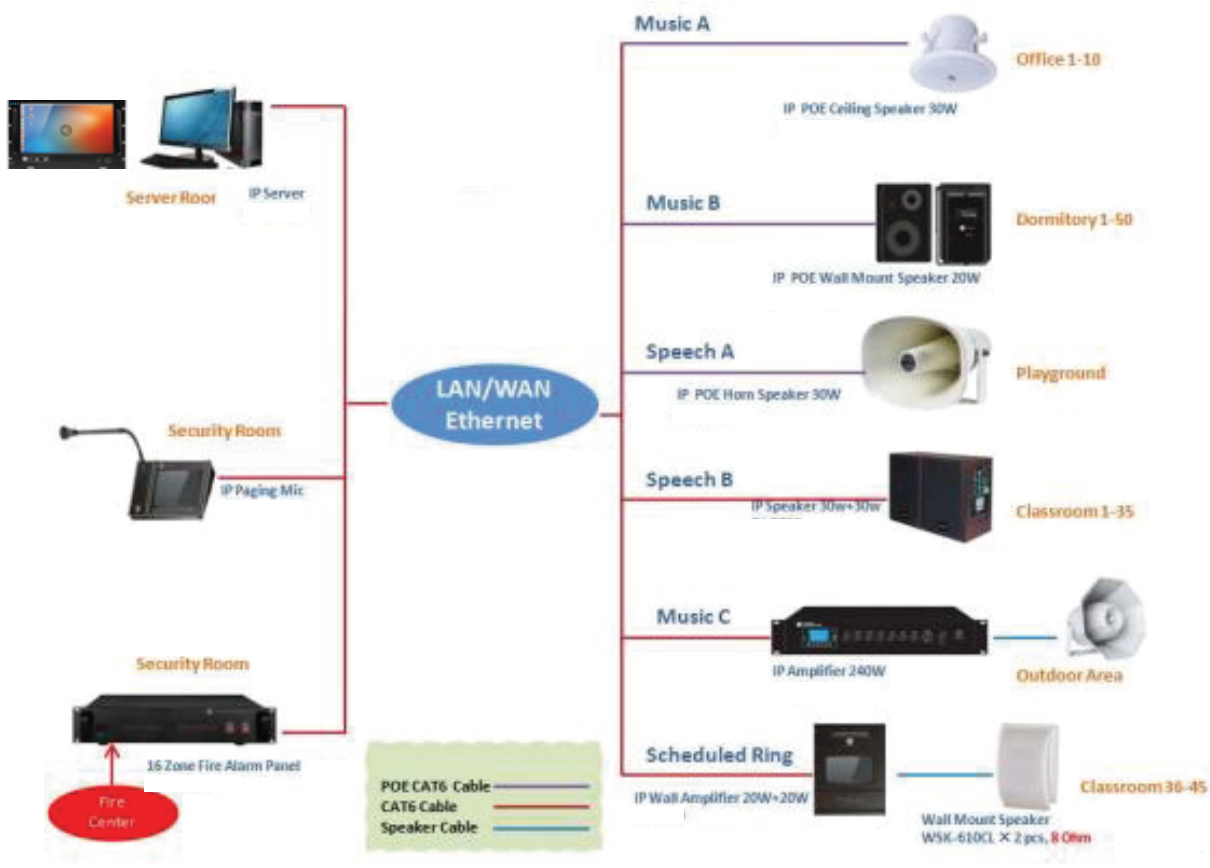 Music A
Office 1-10
IP POE Ceiling Speaker 30W
Server Roor
IP Server
Music B
Dormitory 1-50
IP POE Wall Mount Speaker 20W
Speech A
Playground
IP POE Horn Speaker 30W
LAN/WAN
Ethernet
Security Room
IP Paging Mic
Speech B
IP Speaker 30w+30w
Classroom 1-35
Music C
IP Amplifier 240W
Outdoor Area
Security Room
16 Zone Fire Alarm Panel
Fire
Center
POE CAT6 Cable
CAT6 Cable
Speaker Cable
Scheduled Ring
IP Wall Amplifier 20W+20W
Classroom 36-45
Wall Mount Speaker
WSK-610CL × 2 pcs, 8 Ohm